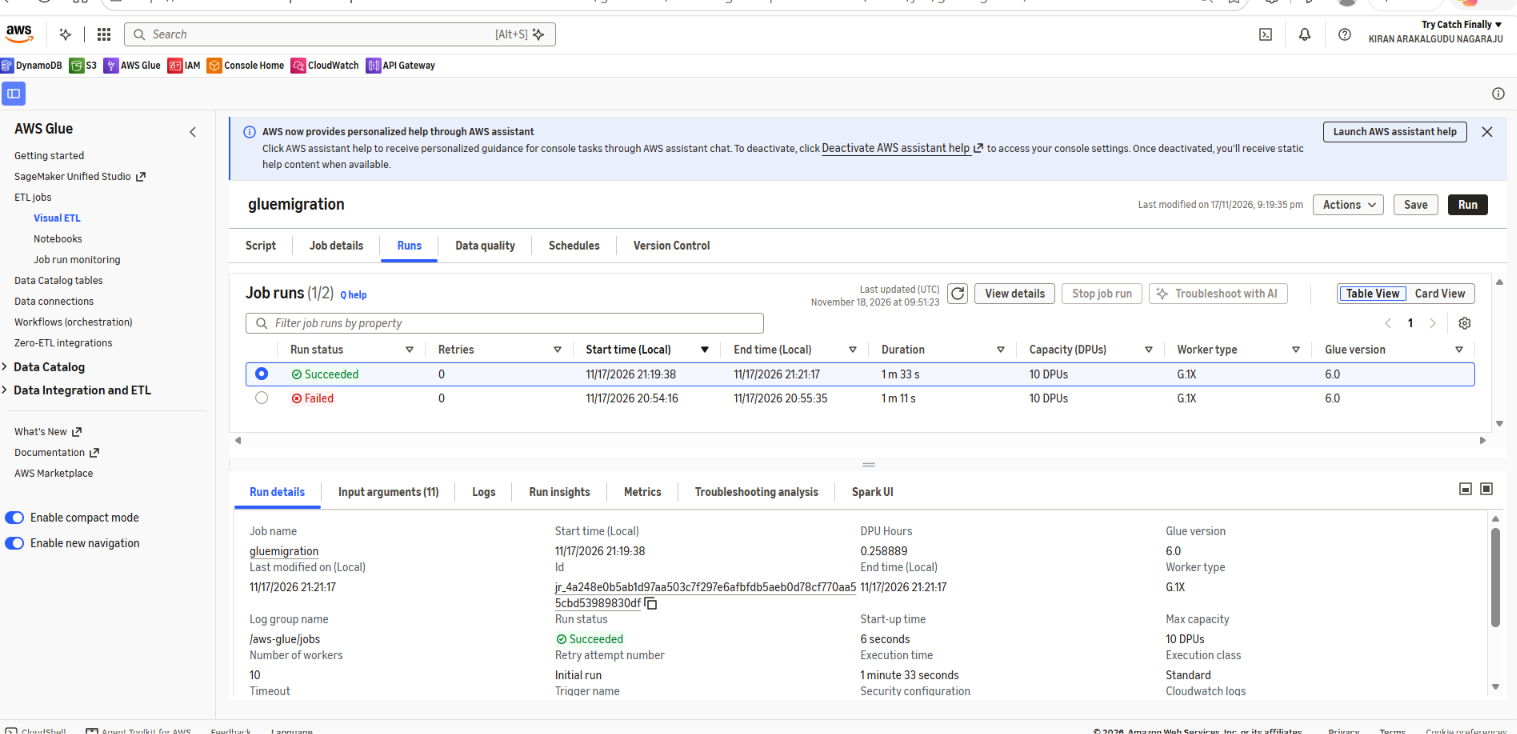 aws
Search [Alt+S]
Try Catch Finally
KIRAN ARAKALGUDU NAGARAJU
DynamoDB S3 AWS Glue IAM Console Home CloudWatch API Gateway
AWS Glue
Getting started
SageMaker Unified Studio
ETL jobs
Visual ETL
Notebooks
Job run monitoring
Data Catalog tables
Data connections
Workflows (orchestration)
Zero-ETL integrations
Data Catalog
Data Integration and ETL
What's New
Documentation
AWS Marketplace
Enable compact mode
Enable new navigation
AWS now provides personalized help through AWS assistant
Click AWS assistant help to receive personalized guidance for console tasks through AWS assistant chat. To deactivate, click Deactivate AWS assistant help to access your console settings. Once deactivated, you'll receive static
help content when available.
Launch AWS assistant help
gluemigration
Last modified on 17/11/2026, 9:19:35 pm Actions Save Run
Script Job details Runs Data quality Schedules Version Control
Job runs (1/2) Q help
Last updated (UTC)
November 18, 2026 at 09:51:23
View details Stop job run Troubleshoot with AI Table View Card View
Filter job runs by property
1
Run status Retries Start time (Local) End time (Local) Duration Capacity (DPUs) Worker type Glue version
Succeeded 0 11/17/2026 21:19:38 11/17/2026 21:21:17 1 m 33 s 10 DPUs G.1X 6.0
Failed 0 11/17/2026 20:54:16 11/17/2026 20:55:35 1 m 11 s 10 DPUs G.1X 6.0
Run details Input arguments (11) Logs Run insights Metrics Troubleshooting analysis Spark UI
Job name Start time (Local) DPU Hours Glue version
gluemigration 11/17/2026 21:19:38 0.258889 6.0
Last modified on (Local) Id End time (Local) Worker type
11/17/2026 21:21:17 jr_4a248e0b5ab1d97aa503c7f297e6afbfdb5aeb0d78cf770aa5 11/17/2026 21:21:17 G.1X
5cbd53989830df
Log group name Run status Start-up time Max capacity
/aws-glue/jobs Succeeded 6 seconds 10 DPUs
Number of workers Retry attempt number Execution time Execution class
10 Initial run 1 minute 33 seconds Standard
Timeout Trigger name Security configuration Cloudwatch logs
CloudShell Agent Toolkit for AWS Feedback Language © 2026, Amazon Web Services, Inc. or its affiliates. Privacy Terms Cookie preferences